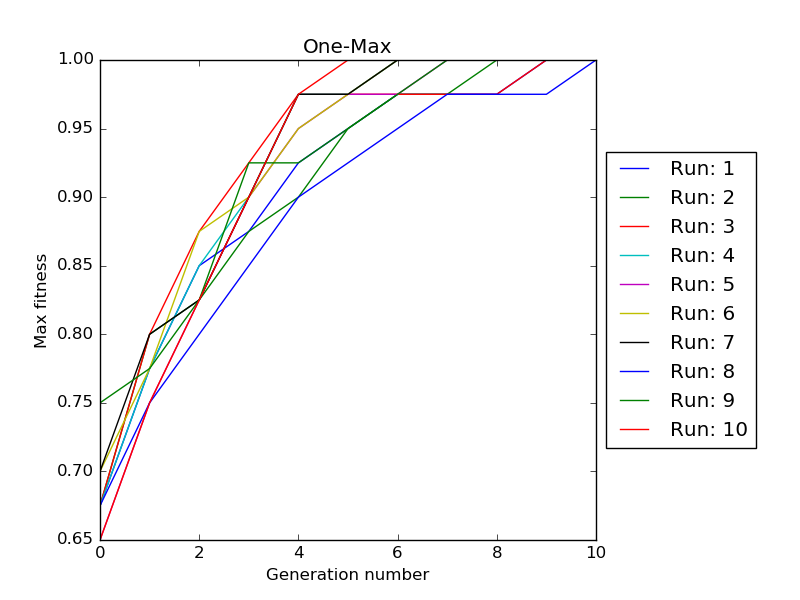 One-Max
1.00
0.95
0.90
0.85
0.80
0.75
0.70
0.65
Max fitness
0 2 4 6 8 10
Generation number
Run: 1
Run: 2
Run: 3
Run: 4
Run: 5
Run: 6
Run: 7
Run: 8
Run: 9
Run: 10